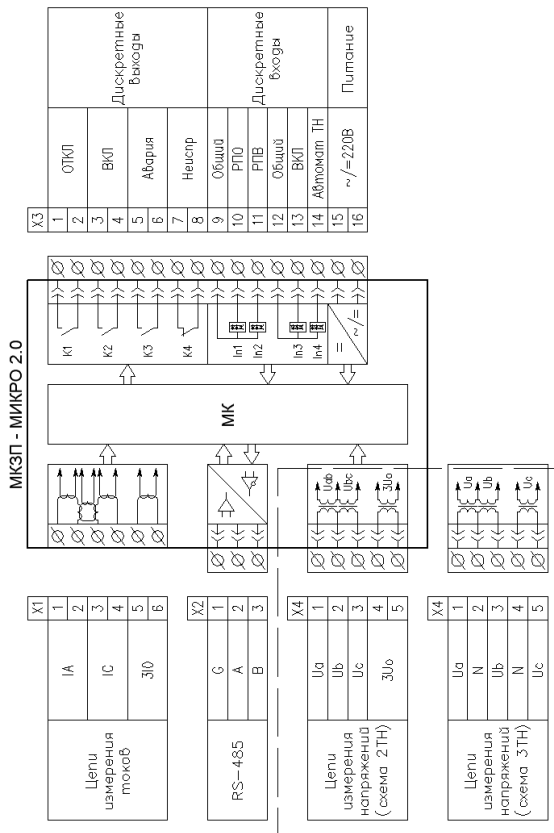 МКЗП - МИКРО 2.0
X1
Цепи
измерения
токов
IA
IC
3I0
1
2
3
4
5
6
X2
RS-485
G
A
B
1
2
3
X4
Цепи
измерения
напряжений
(схема 2ТН)
Ua
Ub
Uc
3Uo
1
2
3
4
5
X4
Цепи
измерения
напряжений
(схема 3ТН)
Ua
N
Ub
N
Uc
1
2
3
4
5
Uab
Ubc
3Uo
Ua
Ub
Uc
МК
K1
K2
K3
K4
In1
In2
In3
In4
=
~/=
X3
1
2
3
4
5
6
7
8
9
10
11
12
13
14
15
16
ОТКЛ
ВКЛ
Авария
Неиспр
Общий
РПО
РПВ
Общий
ВКЛ
Автомат ТН
~/=220В
Дискретные
выходы
Дискретные
входы
Питание